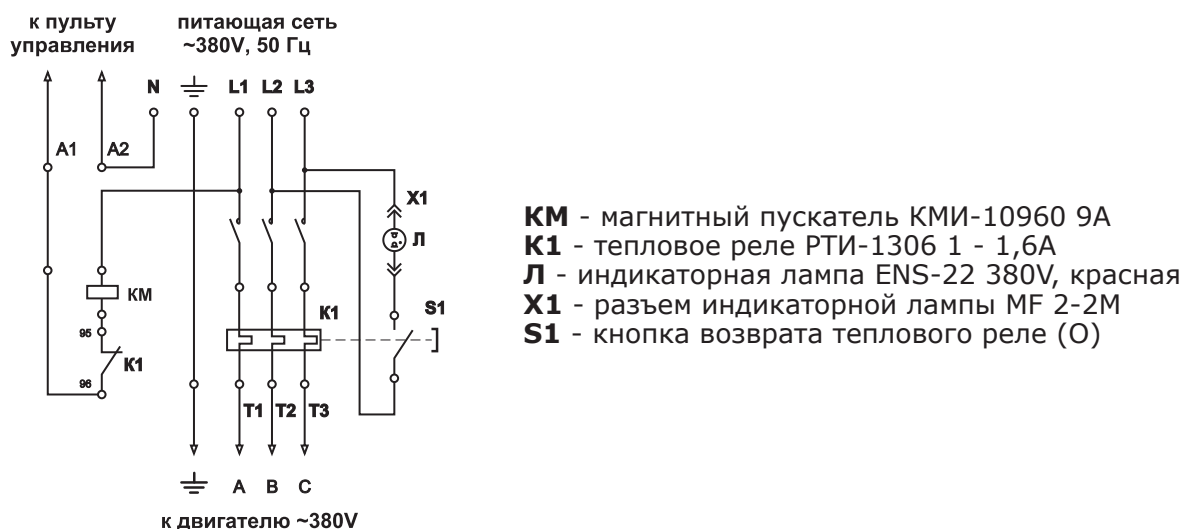 к пульту
управления
питающая сеть
~380V, 50 Гц
N L1 L2 L3
A1 A2
X1
Л
КМ
95
K1
96
K1
S1
T1 T2 T3
A B C
к двигателю ~380V
КМ - магнитный пускатель КМИ-10960 9А
К1 - тепловое реле РТИ-1306 1 - 1,6А
Л - индикаторная лампа ENS-22 380V, красная
X1 - разъем индикаторной лампы MF 2-2М
S1 - кнопка возврата теплового реле (О)